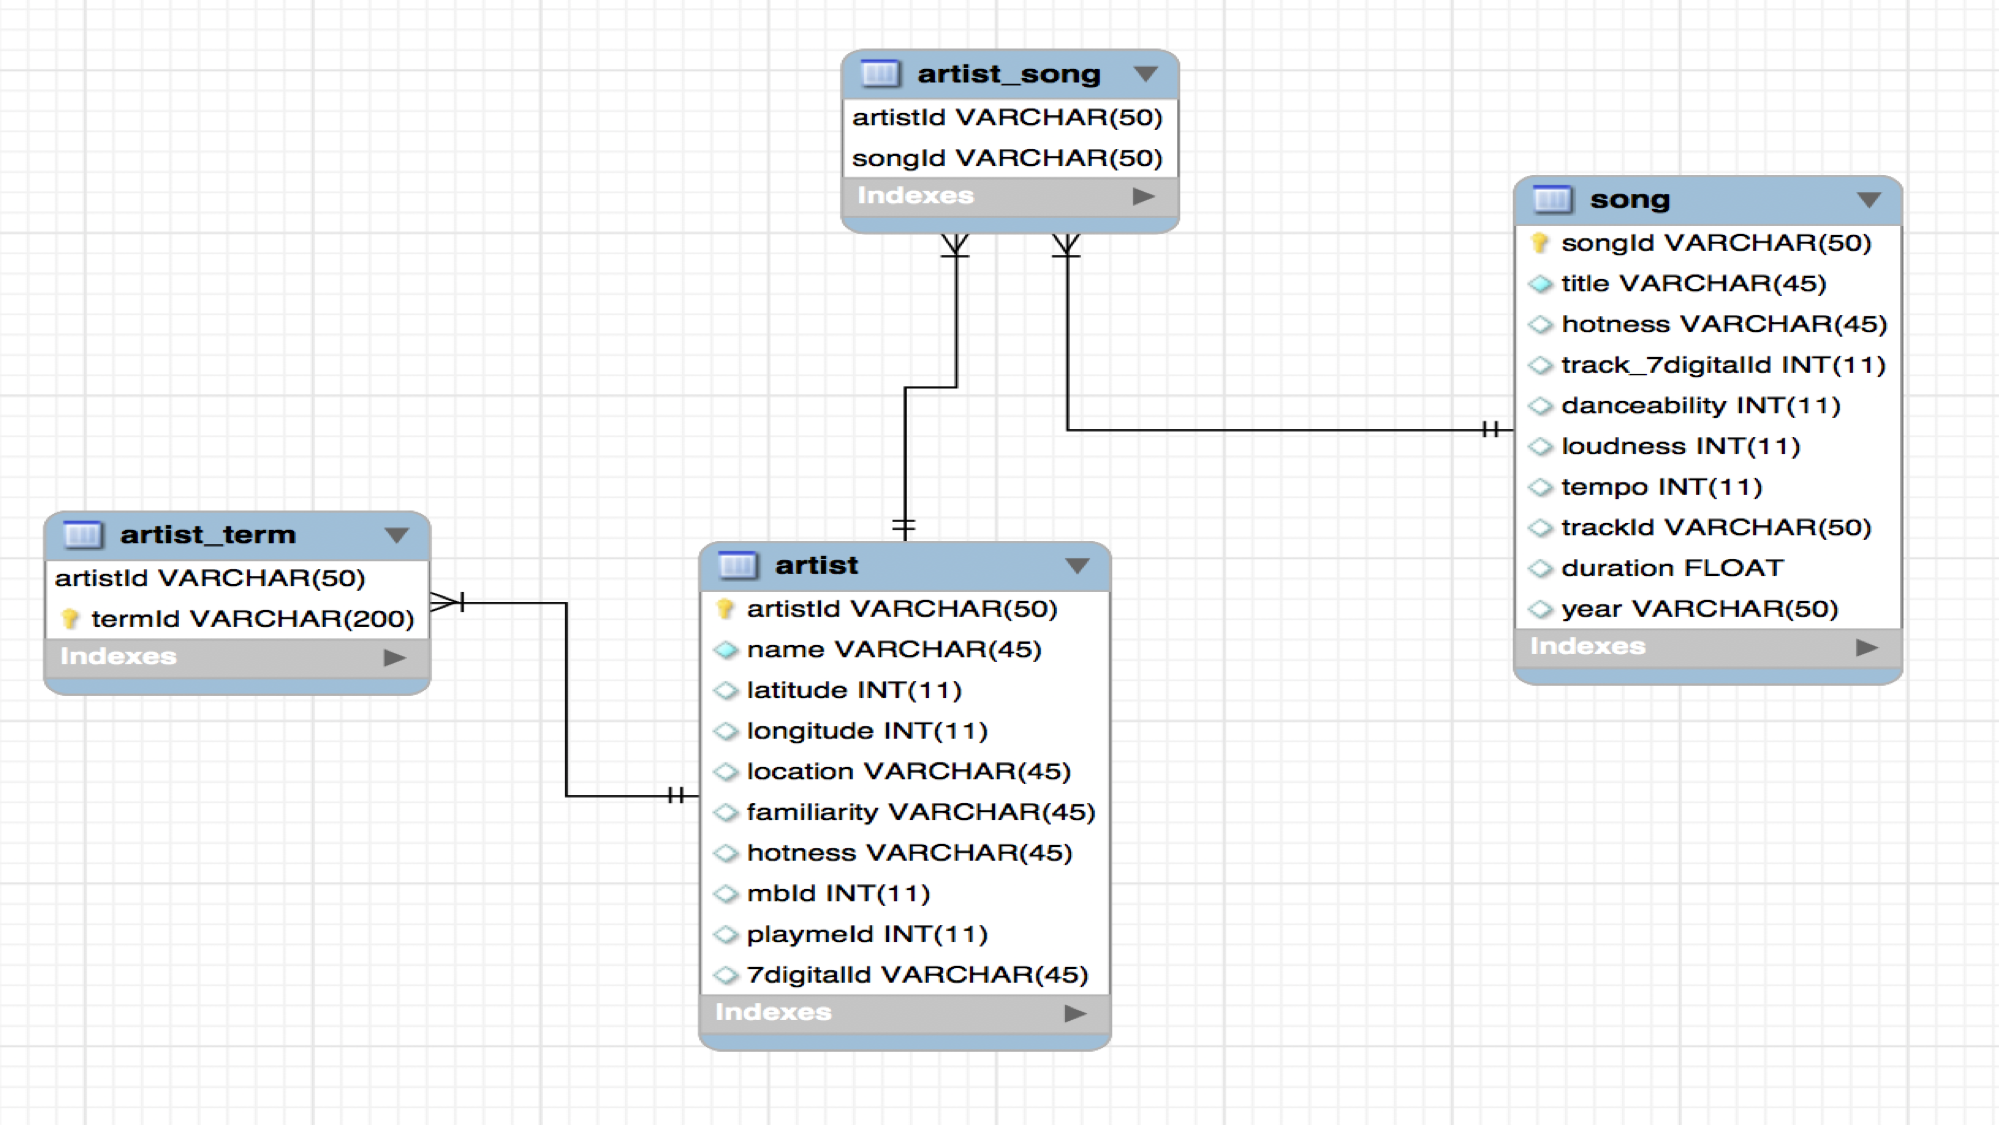 artist_song
artistId VARCHAR(50)
songId VARCHAR(50)
Indexes
song
songId VARCHAR(50)
title VARCHAR(45)
hotness VARCHAR(45)
track_7digitalId INT(11)
danceability INT(11)
loudness INT(11)
tempo INT(11)
trackId VARCHAR(50)
duration FLOAT
year VARCHAR(50)
Indexes
artist_term
artistId VARCHAR(50)
termId VARCHAR(200)
Indexes
artist
artistId VARCHAR(50)
name VARCHAR(45)
latitude INT(11)
longitude INT(11)
location VARCHAR(45)
familiarity VARCHAR(45)
hotness VARCHAR(45)
mbId INT(11)
playmeId INT(11)
7digitalId VARCHAR(45)
Indexes